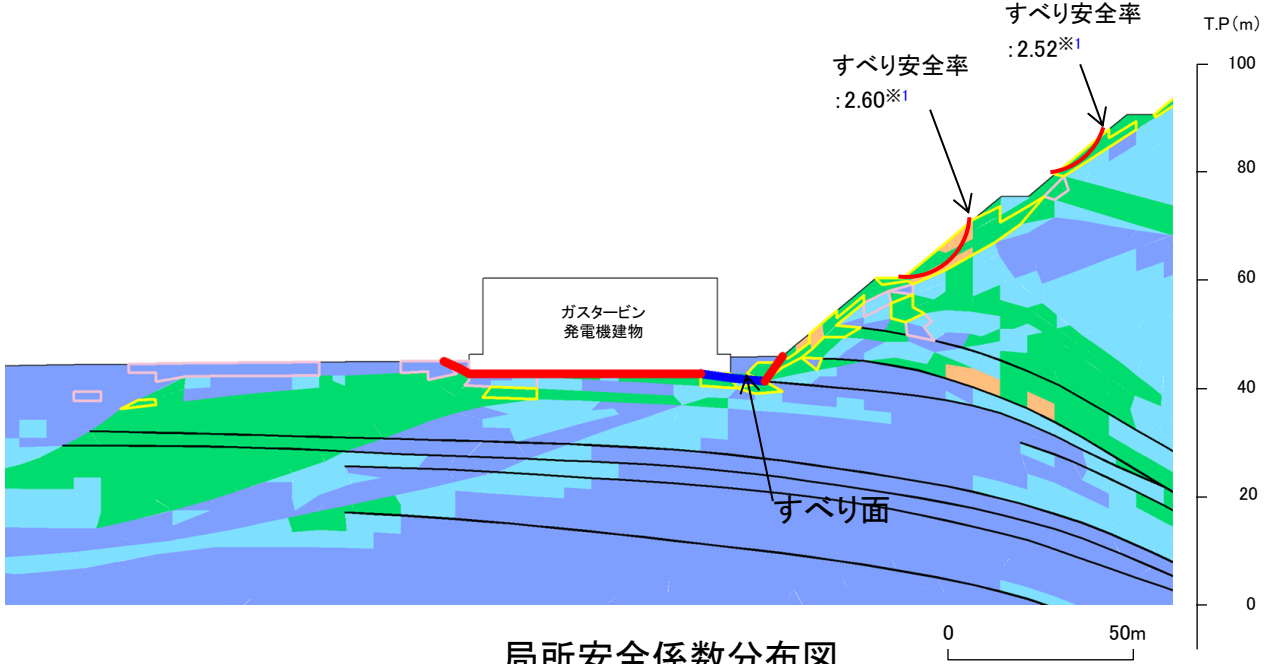 すべり安全率
:2.52※1
すべり安全率
:2.60※1
T.P(m)
100
80
60
40
20
0
ガスタービン
発電機建物
すべり面
0 50m
局所安全係数分布図